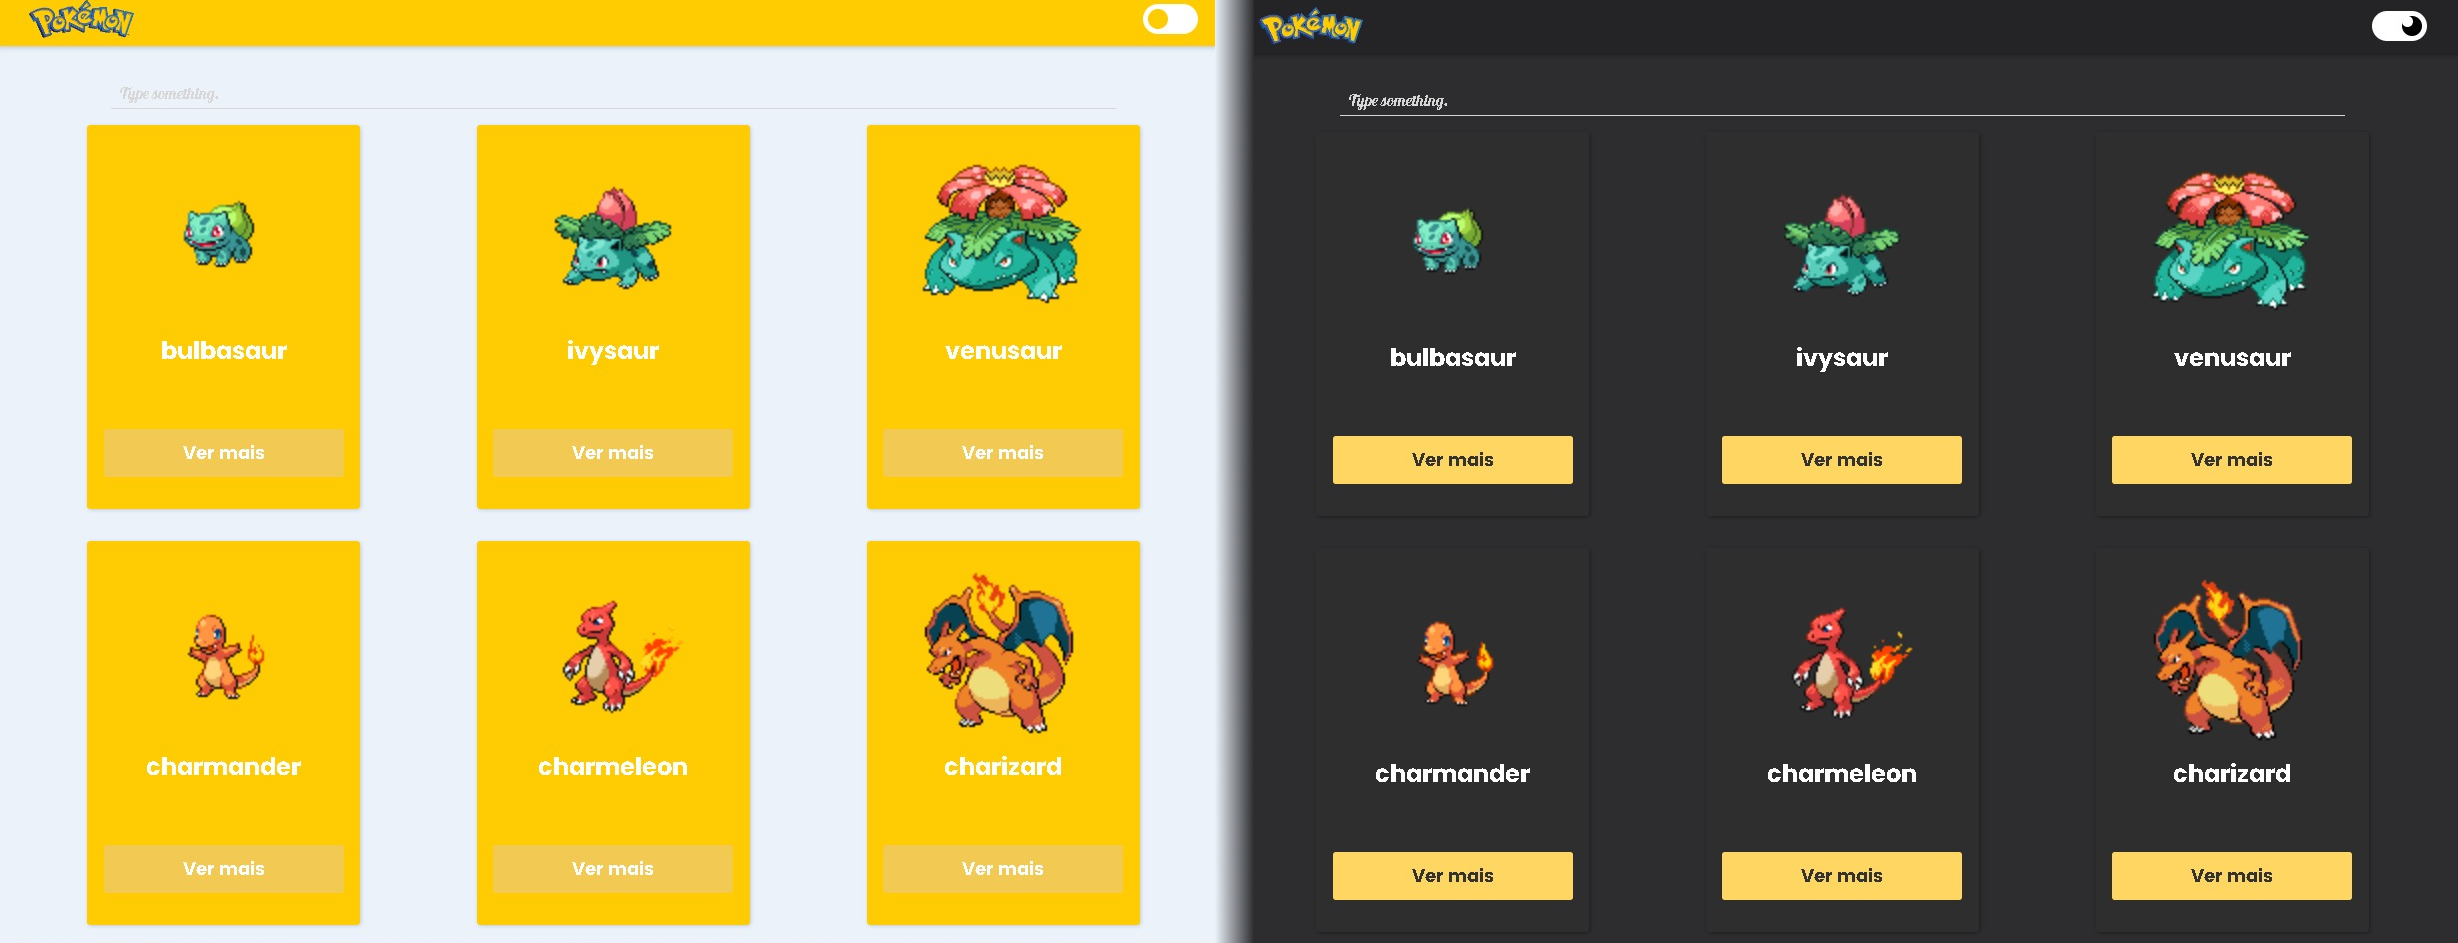 POKéMON
Type something.
bulbasaur
ivysaur
venusaur
Ver mais
Ver mais
Ver mais
charmander
charmeleon
charizard
Ver mais
Ver mais
Ver mais
POKéMON
Type something.
bulbasaur
ivysaur
venusaur
Ver mais
Ver mais
Ver mais
charmander
charmeleon
charizard
Ver mais
Ver mais
Ver mais